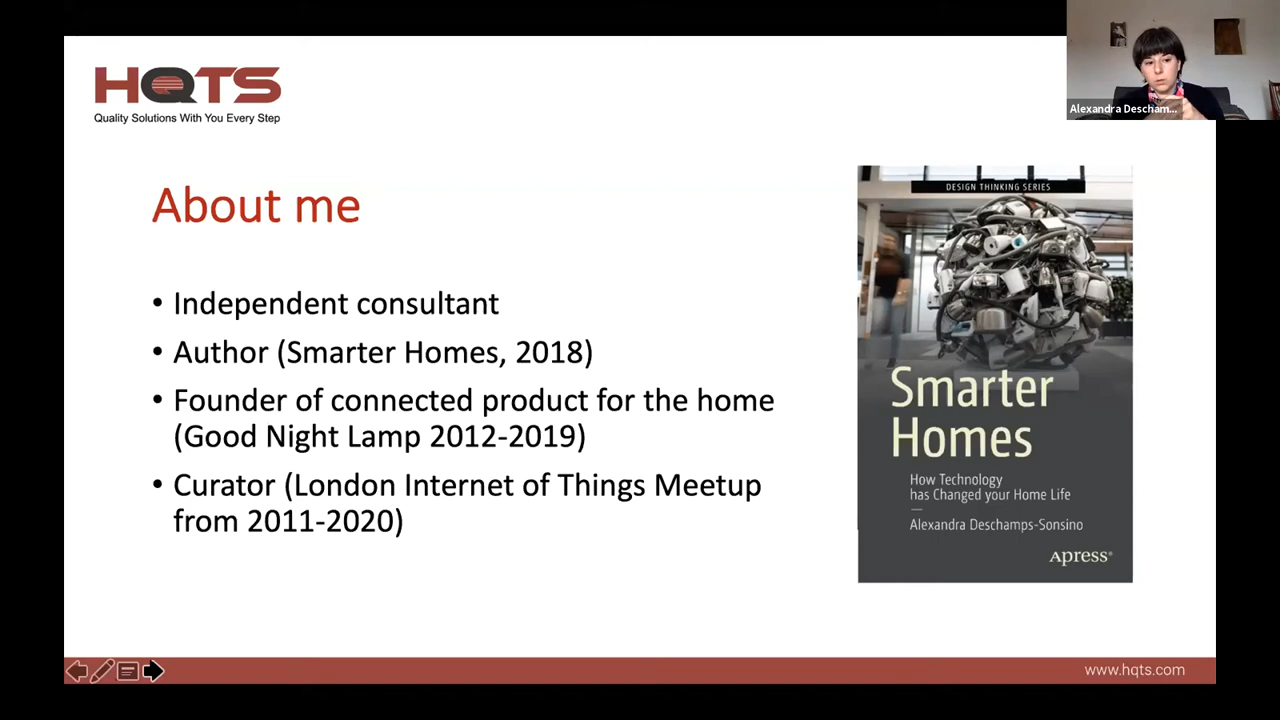 HQTS
Quality Solutions With You Every Step
Alexandra Descham...
About me
• Independent consultant
• Author (Smarter Homes, 2018)
• Founder of connected product for the home
(Good Night Lamp 2012-2019)
• Curator (London Internet of Things Meetup
from 2011-2020)
DESIGN THINKING SERIES
Smarter
Homes
How Technology
has Changed your Home Life
Alexandra Deschamps-Sonsino
Apress®
www.hqts.com